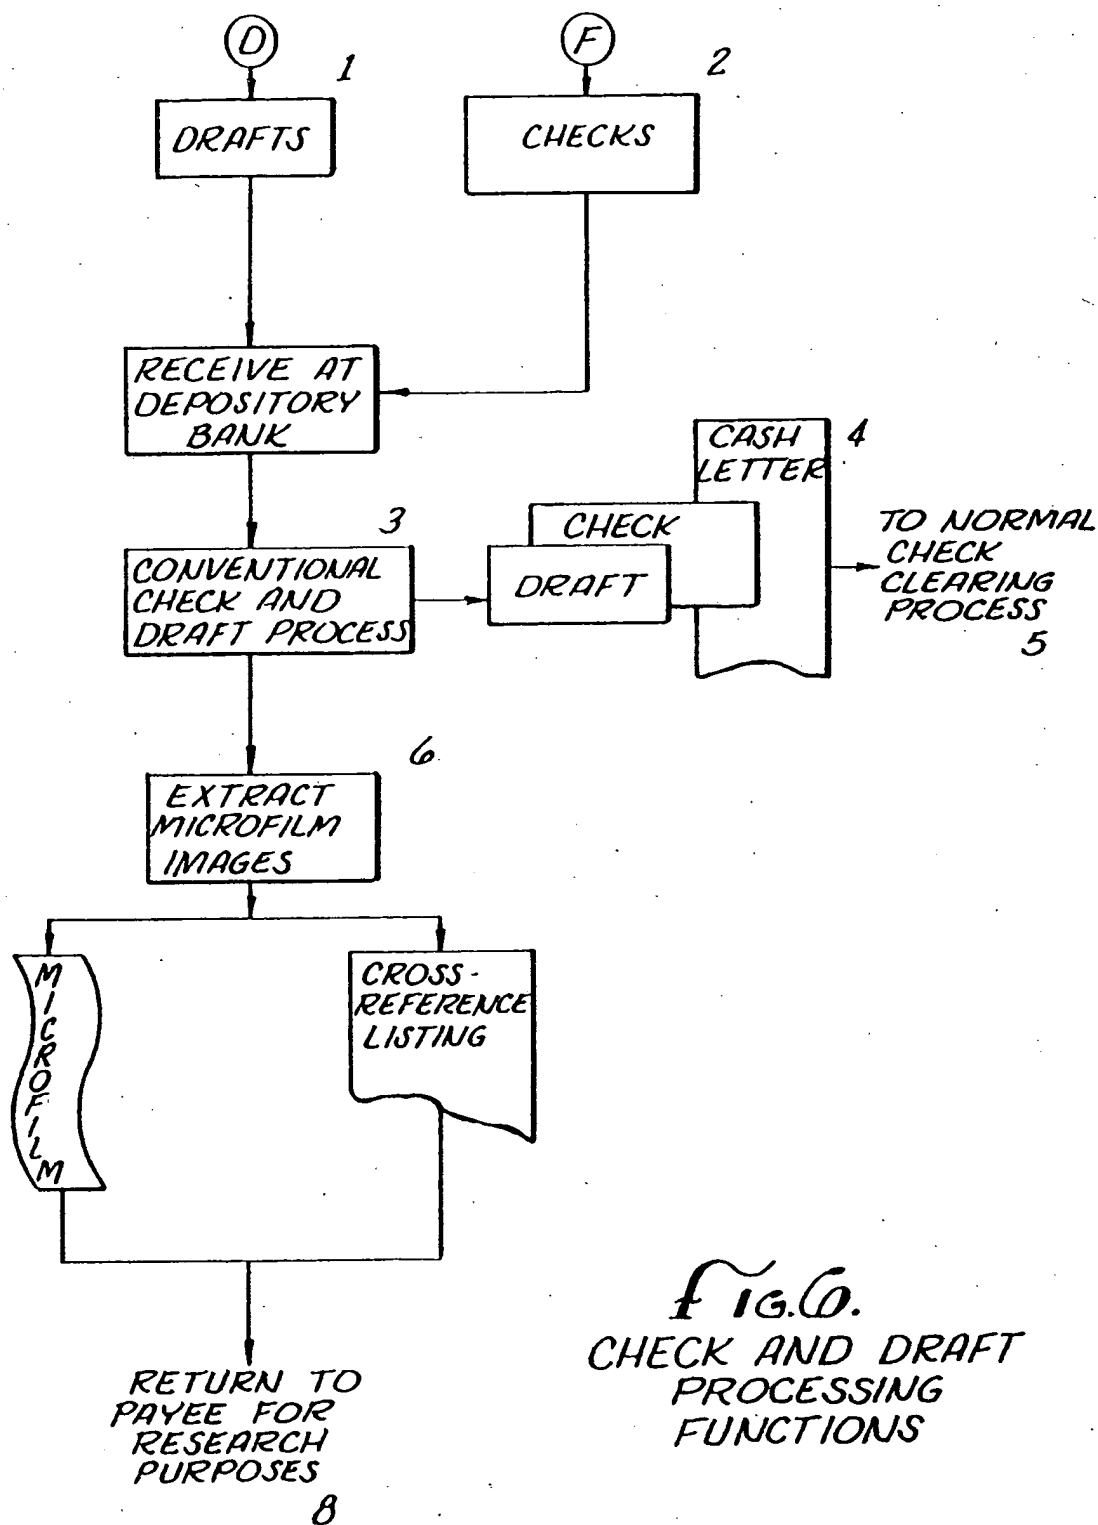 D
F
1
2
DRAFTS
CHECKS
RECEIVE AT
DEPOSITORY
BANK
3
CONVENTIONAL
CHECK AND
DRAFT PROCESS
CHECK
DRAFT
CASH
LETTER
4
TO NORMAL
CHECK
CLEARING
PROCESS
5
6
EXTRACT
MICROFILM
IMAGES
MICROFILM
CROSS-
REFERENCE
LISTING
RETURN TO
PAYEE FOR
RESEARCH
PURPOSES
8
FIG.6.
CHECK AND DRAFT
PROCESSING
FUNCTIONS